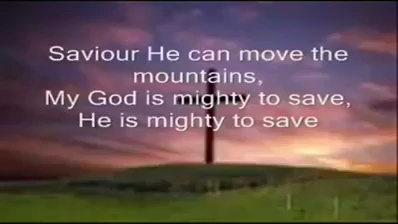 Saviour He can move the
mountains,
My God is mighty to save,
He is mighty to save